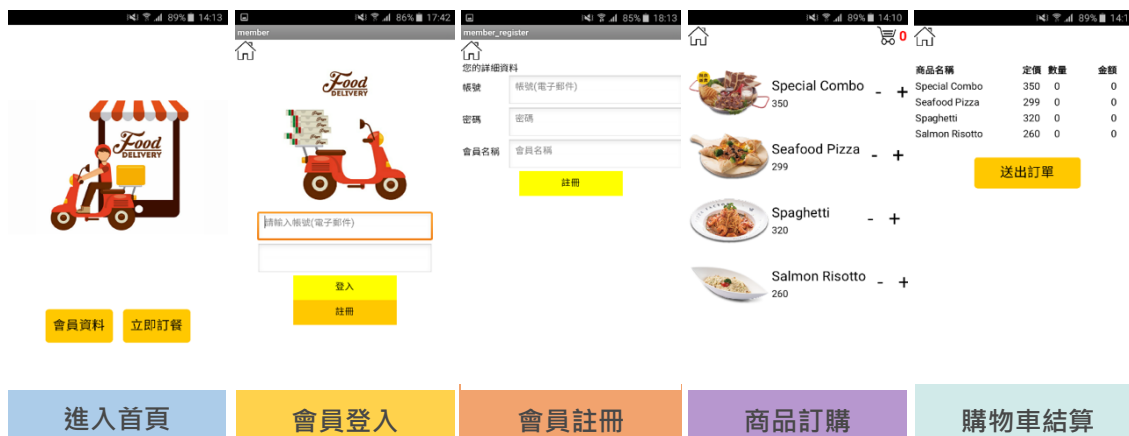 89% 14:13
Food
DELIVERY
會員資料
立即訂餐
進入首頁
86% 17:42
member
Food
DELIVERY
請輸入帳號(電子郵件)
登入
註冊
會員登入
85% 18:13
member_register
您的詳細資料
帳號 帳號(電子郵件)
密碼 密碼
會員名稱 會員名稱
註冊
會員註冊
89% 14:10
0
Special Combo - +
350
Seafood Pizza - +
299
Spaghetti - +
320
Salmon Risotto - +
260
商品訂購
89% 14:1
商品名稱 定價 數量 金額
Special Combo 350 0 0
Seafood Pizza 299 0 0
Spaghetti 320 0 0
Salmon Risotto 260 0 0
送出訂單
購物車結算